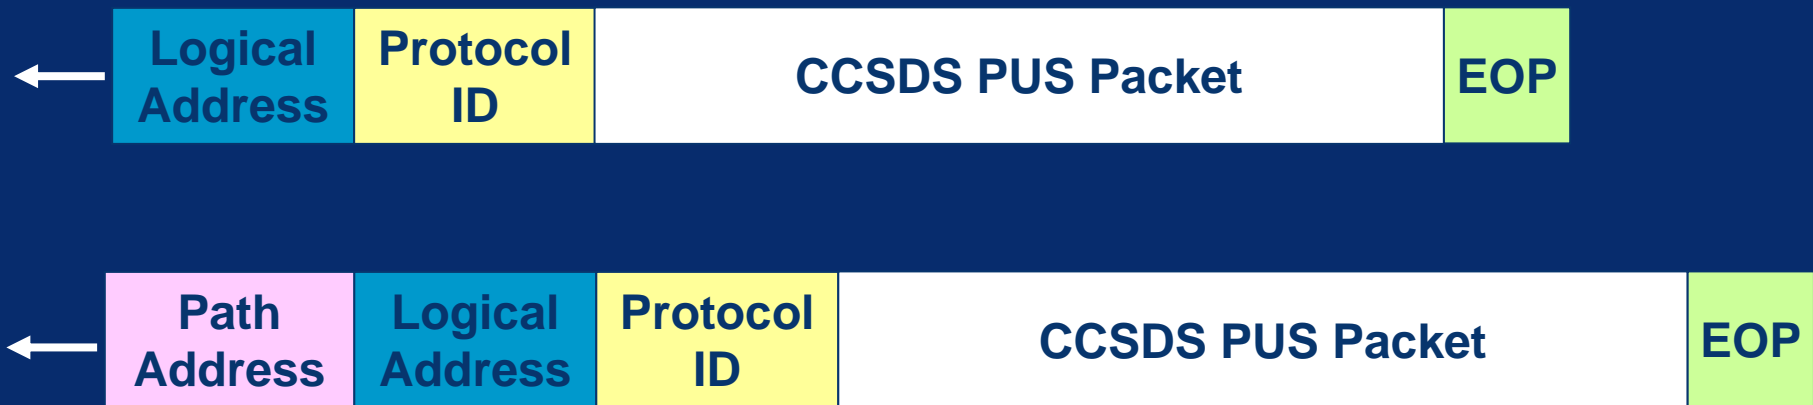 Logical
Address
Protocol
ID
CCSDS PUS Packet
EOP
Path
Address
Logical
Address
Protocol
ID
CCSDS PUS Packet
EOP